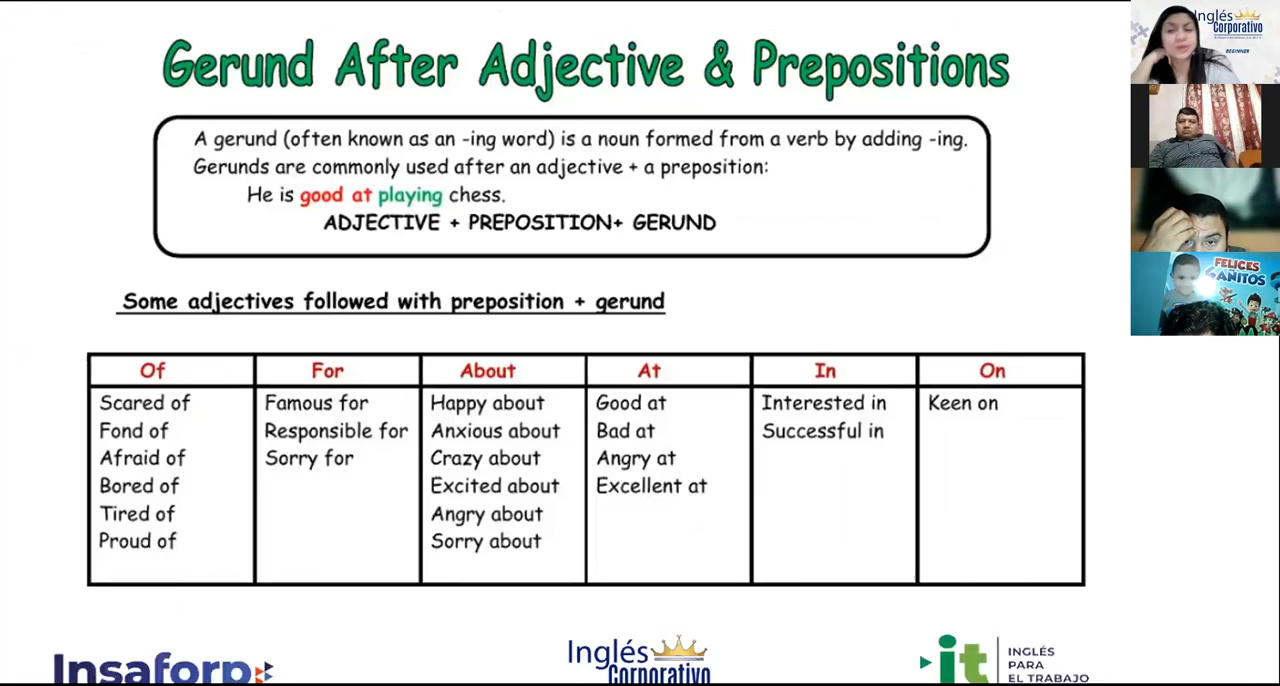 Gerund After Adjective & Prepositions
A gerund (often known as an -ing word) is a noun formed from a verb by adding -ing.
Gerunds are commonly used after an adjective + a preposition:
He is good at playing chess.
ADJECTIVE + PREPOSITION+ GERUND
Some adjectives followed with preposition + gerund
Of For About At In On
Scared of Famous for Happy about Good at Interested in Keen on
Fond of Responsible for Anxious about Bad at Successful in
Afraid of Sorry for Crazy about Angry at
Bored of Excited about Excellent at
Tired of Angry about
Proud of Sorry about
Insaforp
Inglés
Corporativo
it
INGLÉS
PARA
EL TRABAJO
Inglés
Corporativo
BEGINNER
FELICES
AÑITOS